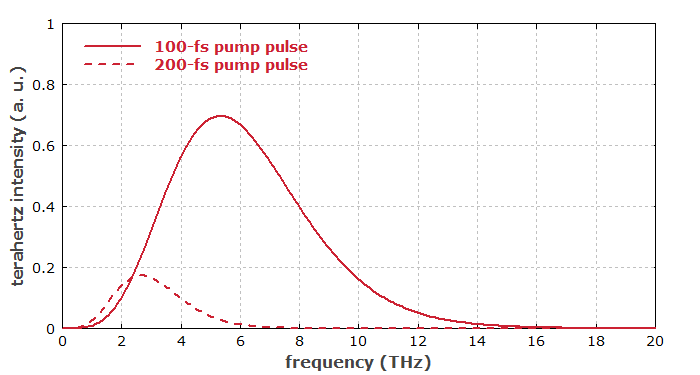 1
0.8
0.6
0.4
0.2
0
100-fs pump pulse
200-fs pump pulse
terahertz intensity ( a. u. )
0 2 4 6 8 10 12 14 16 18 20
frequency (THz)